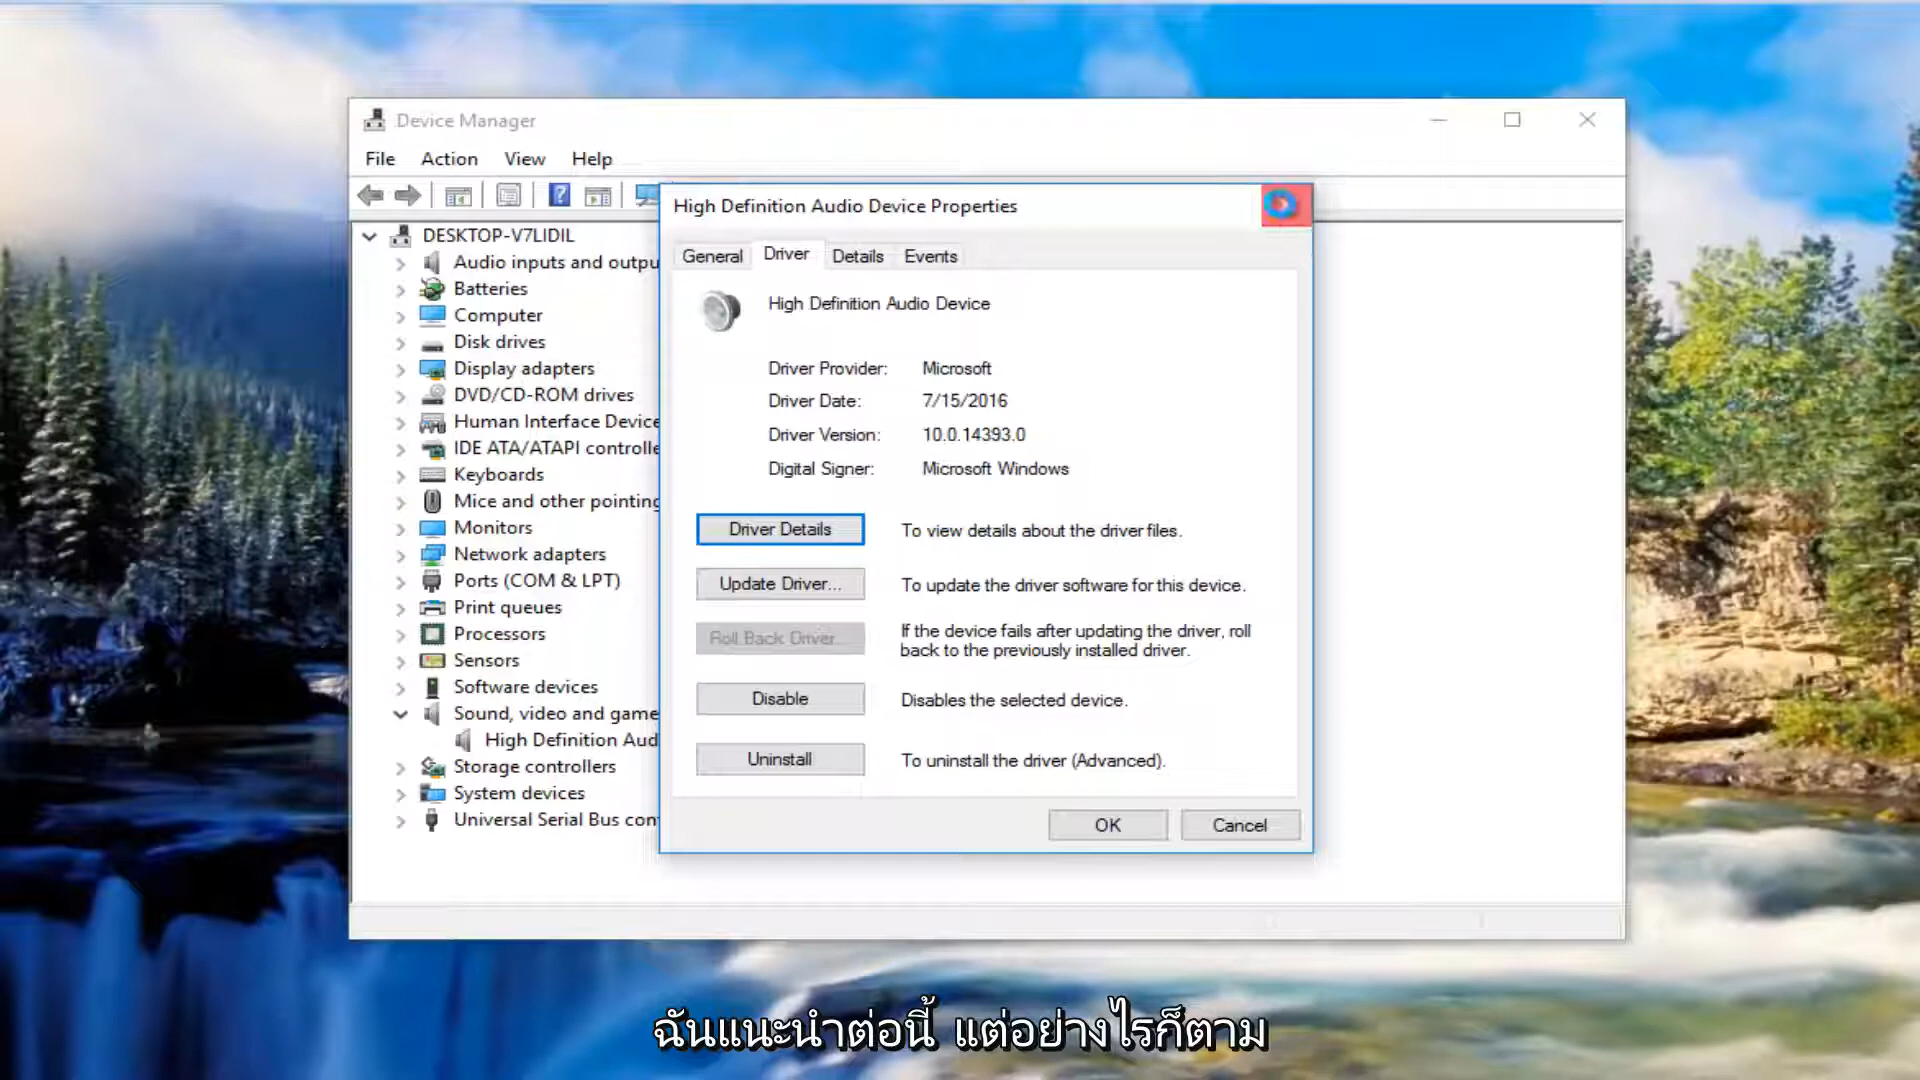 Device Manager
File Action View Help
DESKTOP-V7LIDIL
Audio inputs and outpu
Batteries
Computer
Disk drives
Display adapters
DVD/CD-ROM drives
Human Interface Device
IDE ATA/ATAPI controlle
Keyboards
Mice and other pointing
Monitors
Network adapters
Ports (COM & LPT)
Print queues
Processors
Sensors
Software devices
Sound, video and game
High Definition Aud
Storage controllers
System devices
Universal Serial Bus con
High Definition Audio Device Properties
General Driver Details Events
High Definition Audio Device
Driver Provider: Microsoft
Driver Date: 7/15/2016
Driver Version: 10.0.14393.0
Digital Signer: Microsoft Windows
Driver Details To view details about the driver files.
Update Driver... To update the driver software for this device.
Roll Back Driver... If the device fails after updating the driver, roll
back to the previously installed driver.
Disable Disables the selected device.
Uninstall To uninstall the driver (Advanced).
OK Cancel
ฉันแนะนำต่อนี้ แต่อย่างไรก็ตาม